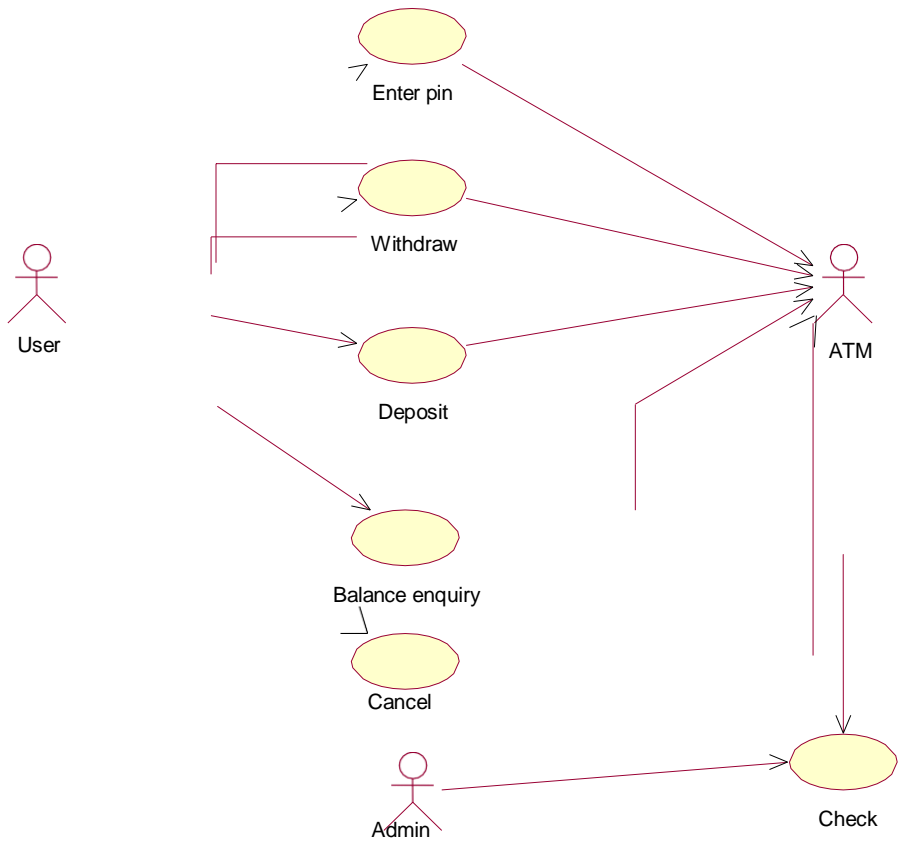 Enter pin
Withdraw
User
ATM
Deposit
Balance enquiry
Cancel
Check
Admin